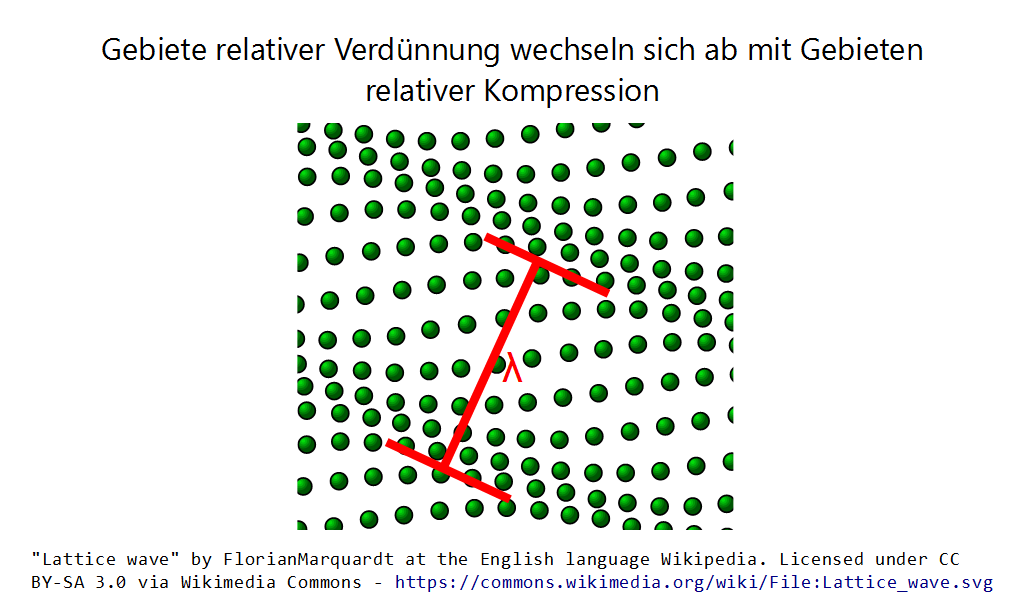 Gebiete relativer Verdünnung wechseln sich ab mit Gebieten
relativer Kompression
λ
"Lattice wave" by FlorianMarquardt at the English language Wikipedia. Licensed under CC
BY-SA 3.0 via Wikimedia Commons - https://commons.wikimedia.org/wiki/File:Lattice_wave.svg